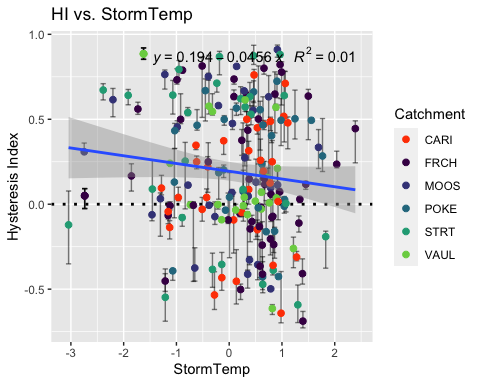 HI vs. StormTemp
y = 0.194 − 0.0456 x   R² = 0.01
1.0
0.5
0.0
-0.5
Hysteresis Index
-3 -2 -1 0 1 2
StormTemp
Catchment
CARI
FRCH
MOOS
POKE
STRT
VAUL